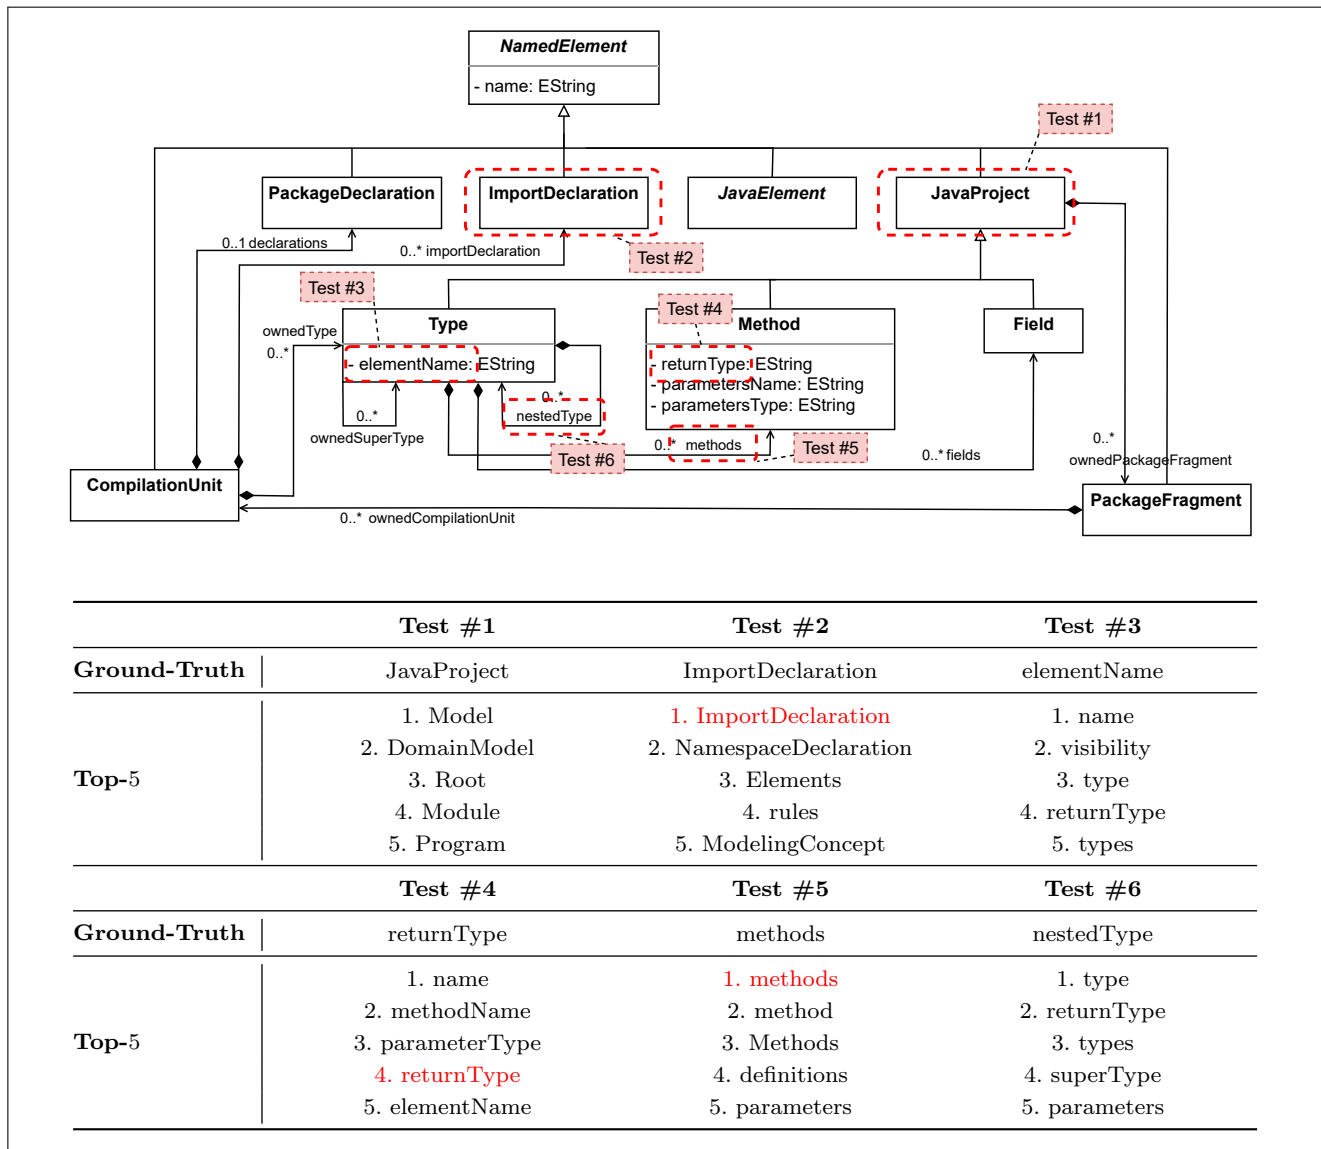 NamedElement
- name: EString
Test #1
PackageDeclaration
ImportDeclaration
JavaElement
JavaProject
0..1 declarations
0..* importDeclaration
Test #2
Test #3
Test #4
ownedType
0..*
Type
- elementName: EString
Method
- returnType: EString
- parametersName: EString
- parametersType: EString
Field
0..*
nestedType
0..*
ownedSuperType
0..* methods
Test #5
Test #6
0..* fields
0..*
ownedPackageFragment
CompilationUnit
PackageFragment
0..* ownedCompilationUnit
Test #1 Test #2 Test #3
Ground-Truth JavaProject ImportDeclaration elementName
1. Model 1. ImportDeclaration 1. name
2. DomainModel 2. NamespaceDeclaration 2. visibility
Top-5 3. Root 3. Elements 3. type
4. Module 4. rules 4. returnType
5. Program 5. ModelingConcept 5. types
Test #4 Test #5 Test #6
Ground-Truth returnType methods nestedType
1. name 1. methods 1. type
2. methodName 2. method 2. returnType
Top-5 3. parameterType 3. Methods 3. types
4. returnType 4. definitions 4. superType
5. elementName 5. parameters 5. parameters